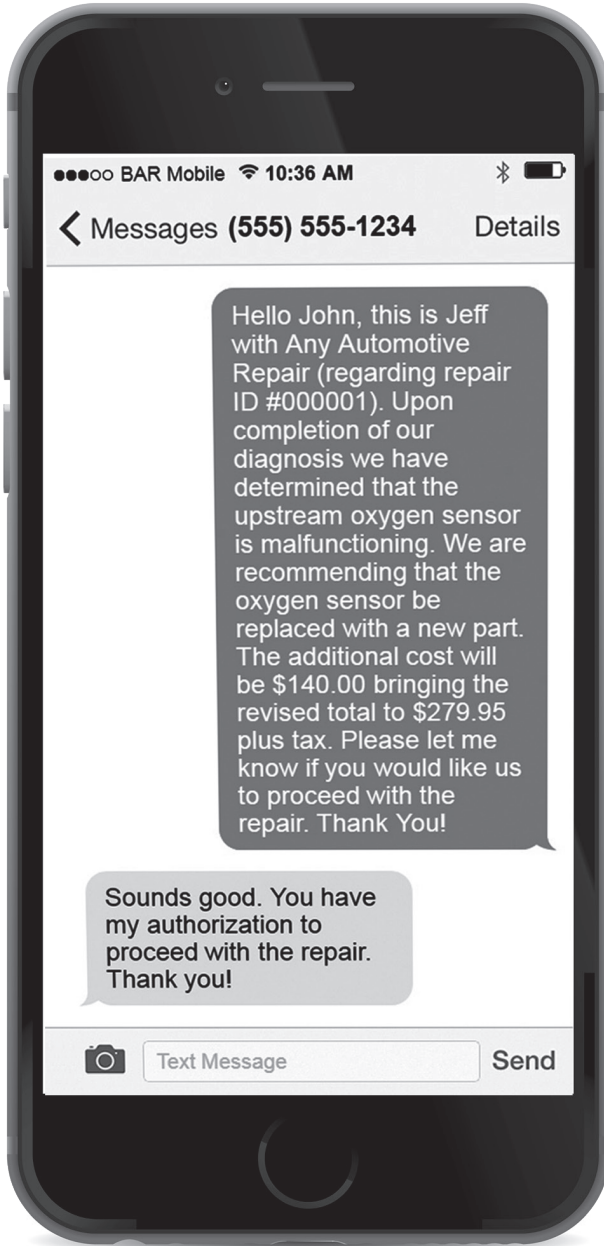 BAR Mobile 10:36 AM
Messages (555) 555-1234 Details
Hello John, this is Jeff
with Any Automotive
Repair (regarding repair
ID #000001). Upon
completion of our
diagnosis we have
determined that the
upstream oxygen sensor
is malfunctioning. We are
recommending that the
oxygen sensor be
replaced with a new part.
The additional cost will
be $140.00 bringing the
revised total to $279.95
plus tax. Please let me
know if you would like us
to proceed with the
repair. Thank You!
Sounds good. You have
my authorization to
proceed with the repair.
Thank you!
Text Message Send